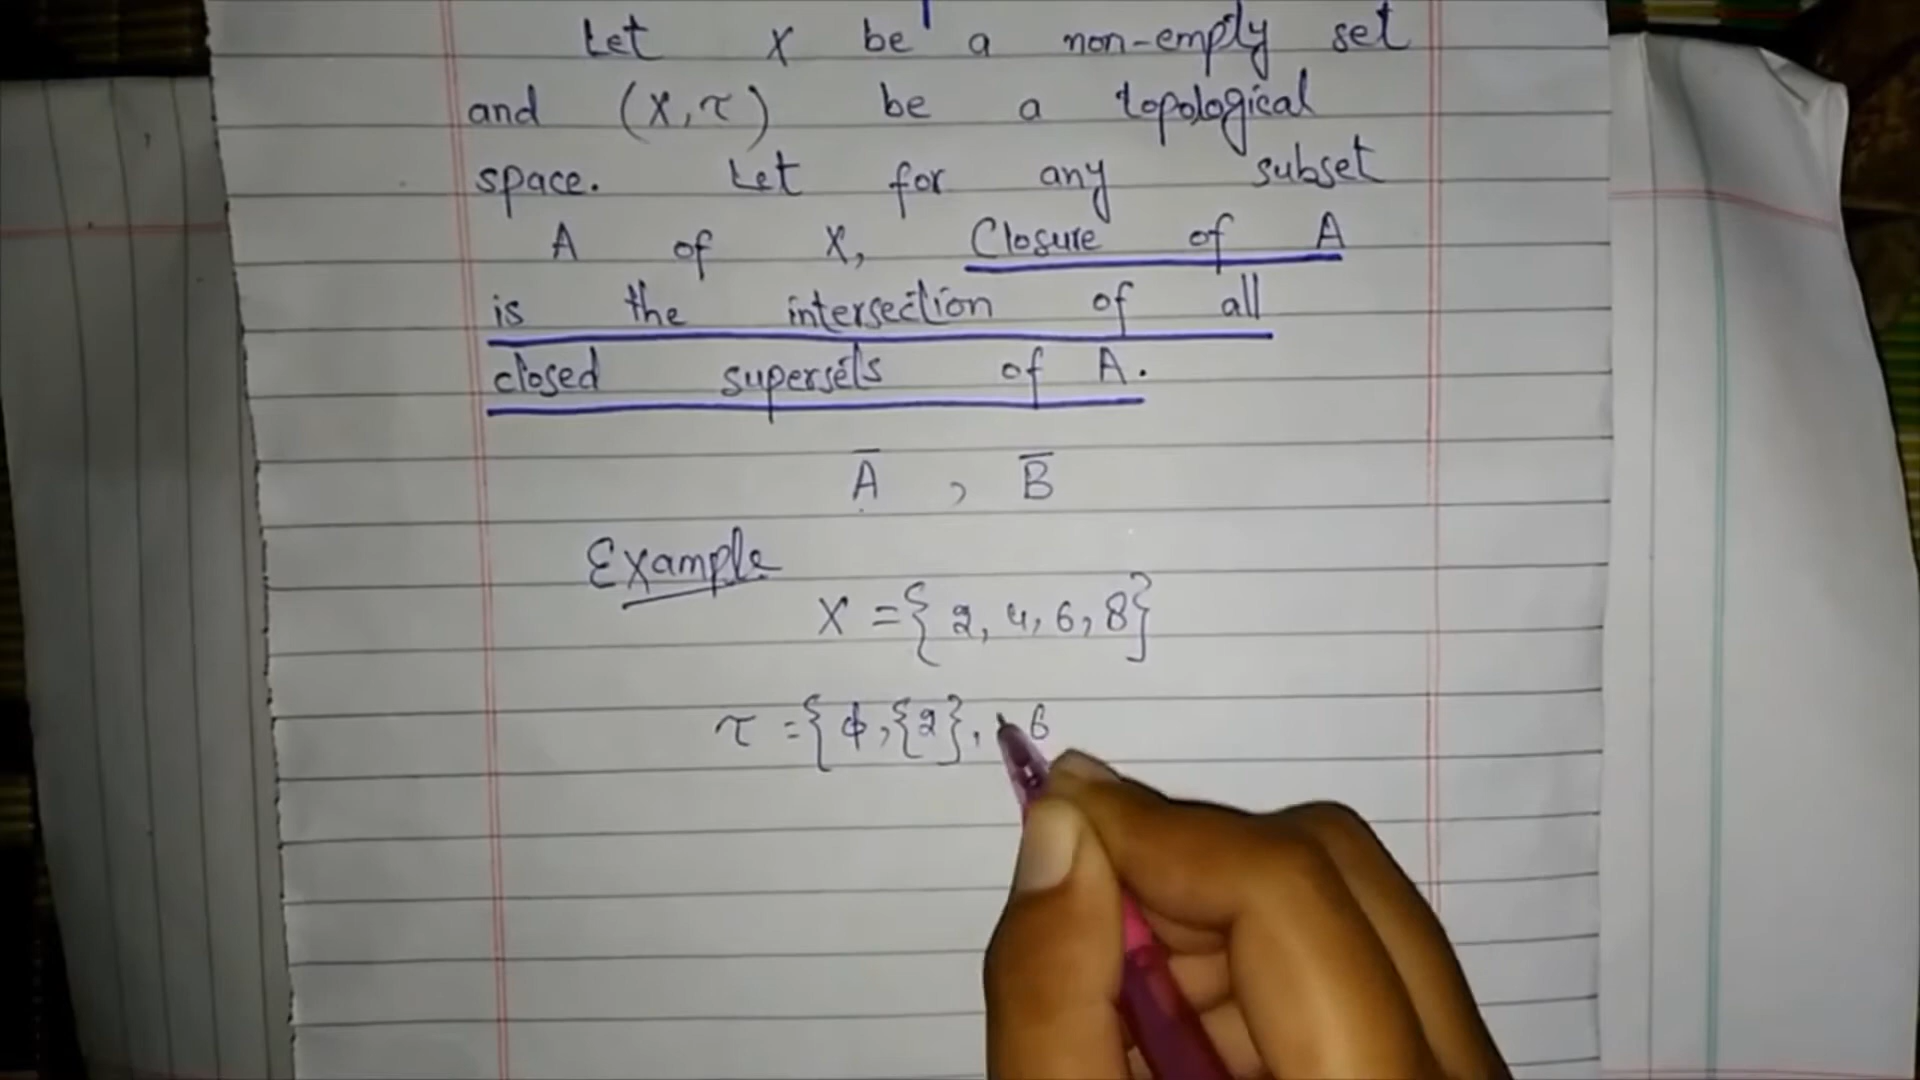 Let X be a non-empty set
and (X, τ) be a topological
space. Let for any subset
A of X, Closure of A
is the intersection of all
closed supersets of A.
A̅ , B̅
Example
X = { 2, 4, 6, 8}
τ = { ϕ, {2}, 6